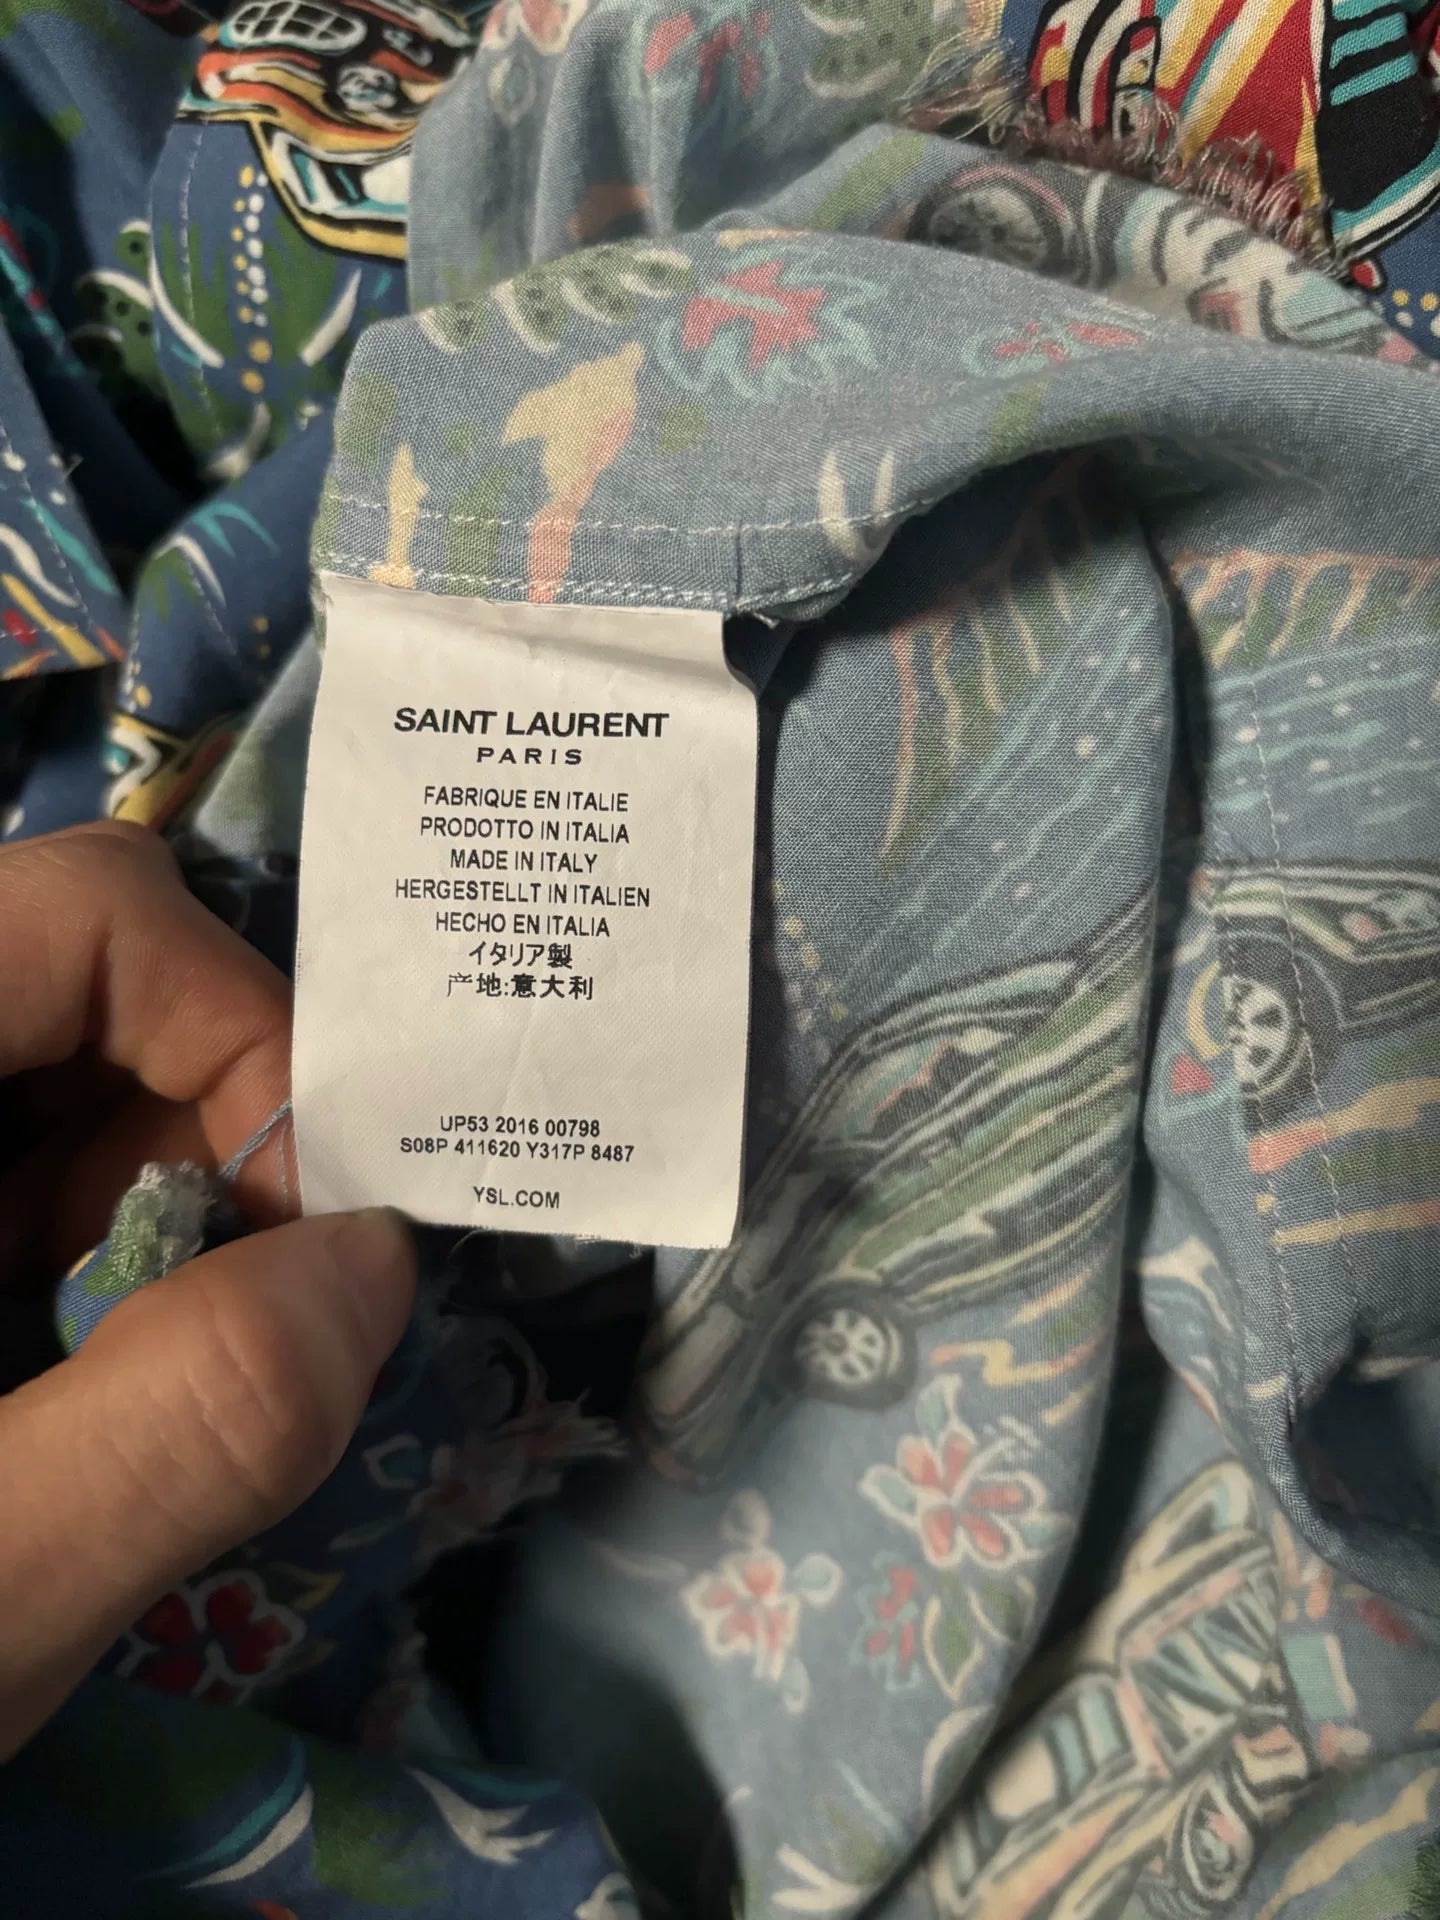 SAINT LAURENT
PARIS
FABRIQUE EN ITALIE
PRODOTTO IN ITALIA
MADE IN ITALY
HERGESTELLT IN ITALIEN
HECHO EN ITALIA
イタリア製
产地:意大利
UP53 2016 00798
S08P 411620 Y317P 8487
YSL.COM